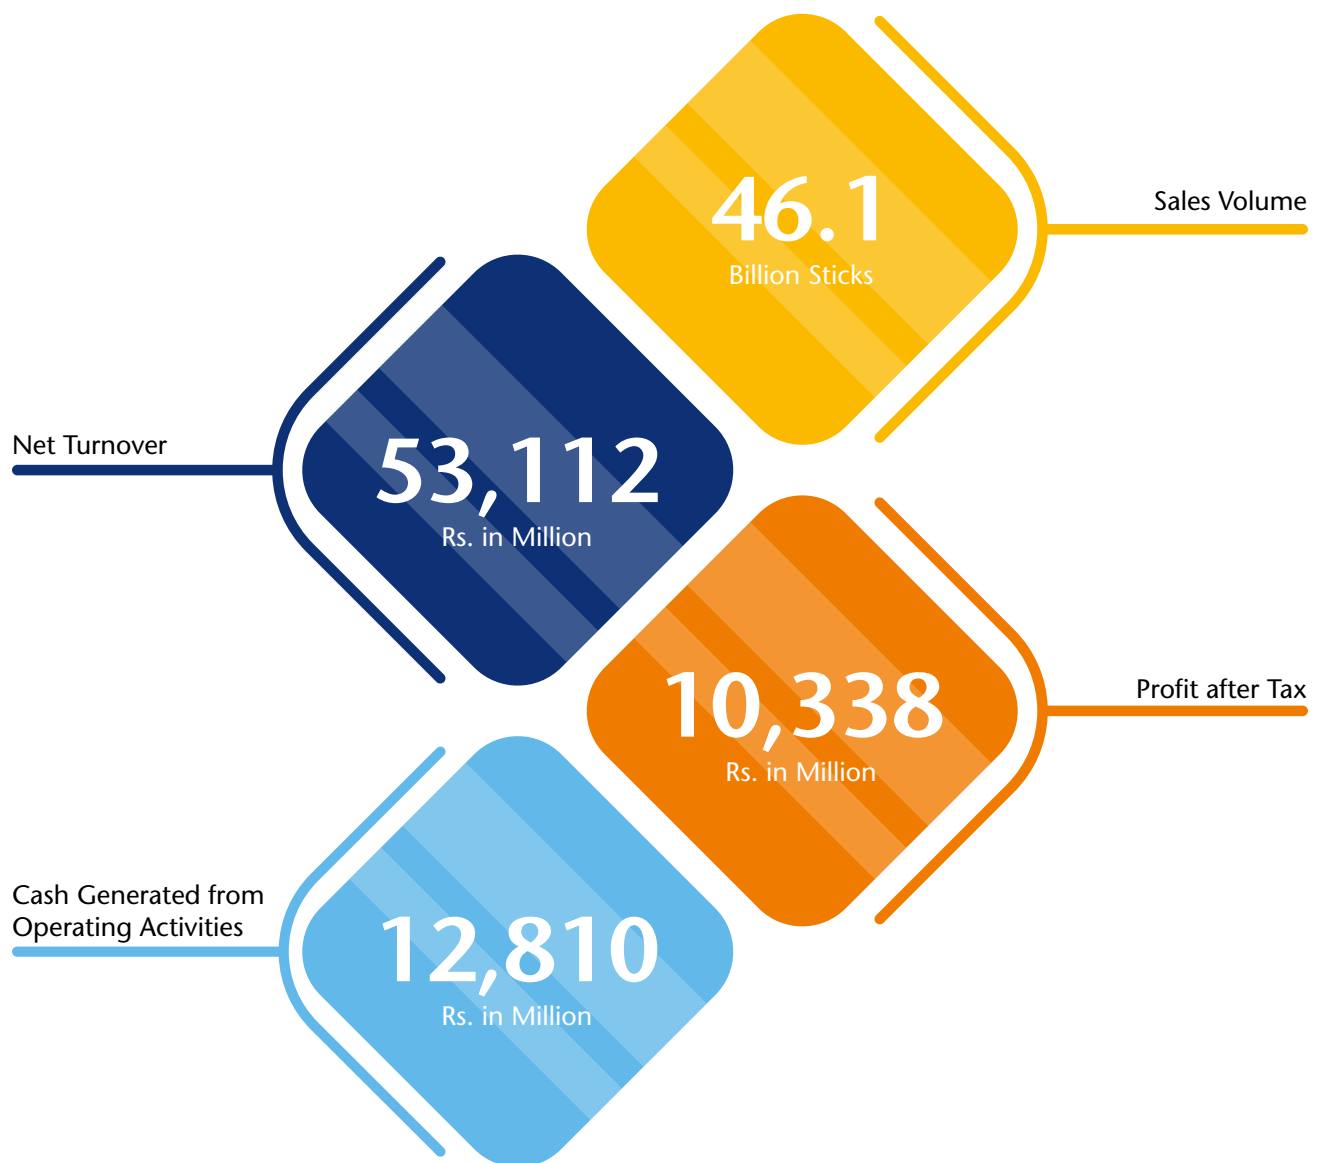 46.1
Billion Sticks
Sales Volume
Net Turnover
53,112
Rs. in Million
10,338
Rs. in Million
Profit after Tax
Cash Generated from
Operating Activities
12,810
Rs. in Million